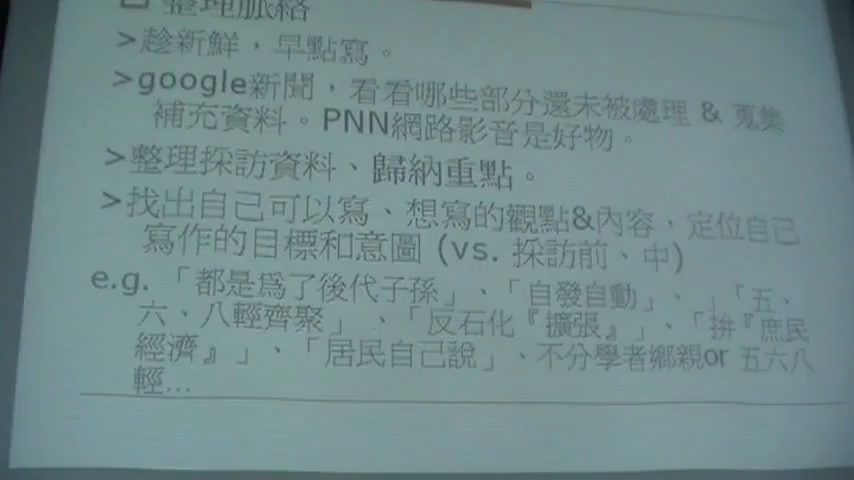 □ 整理脈絡
>趁新鮮，早點寫。
>google新聞，看看哪些部分還未被處理 & 蒐集
補充資料。PNN網路影音是好物。
>整理採訪資料、歸納重點。
>找出自己可以寫、想寫的觀點&內容，定位自己
寫作的目標和意圖 (vs. 採訪前、中)
e.g. 「都是為了後代子孫」、「自發自動」、」「五、
六、八輕齊聚」、「反石化『擴張』」、「拚『庶民
經濟』」、「居民自己說」、不分學者鄉親or 五六八
輕...